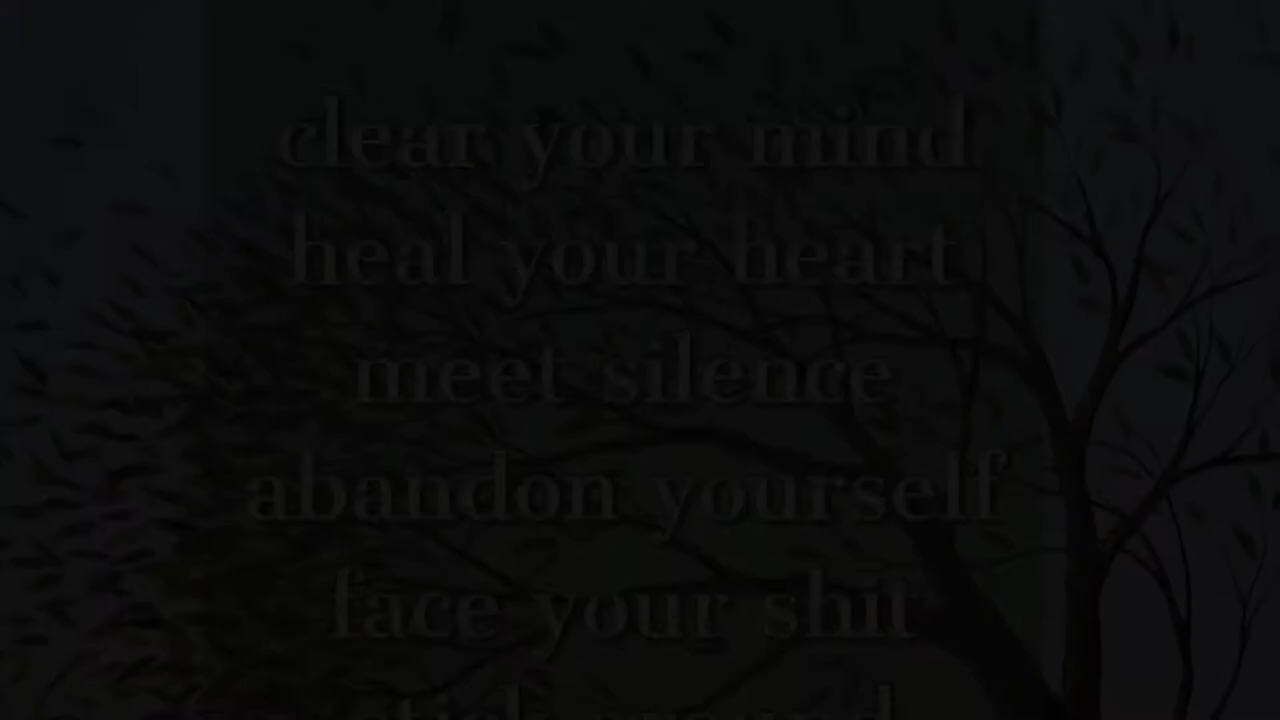 clear your mind
heal your heart
meet silence
abandon yourself
face your shit